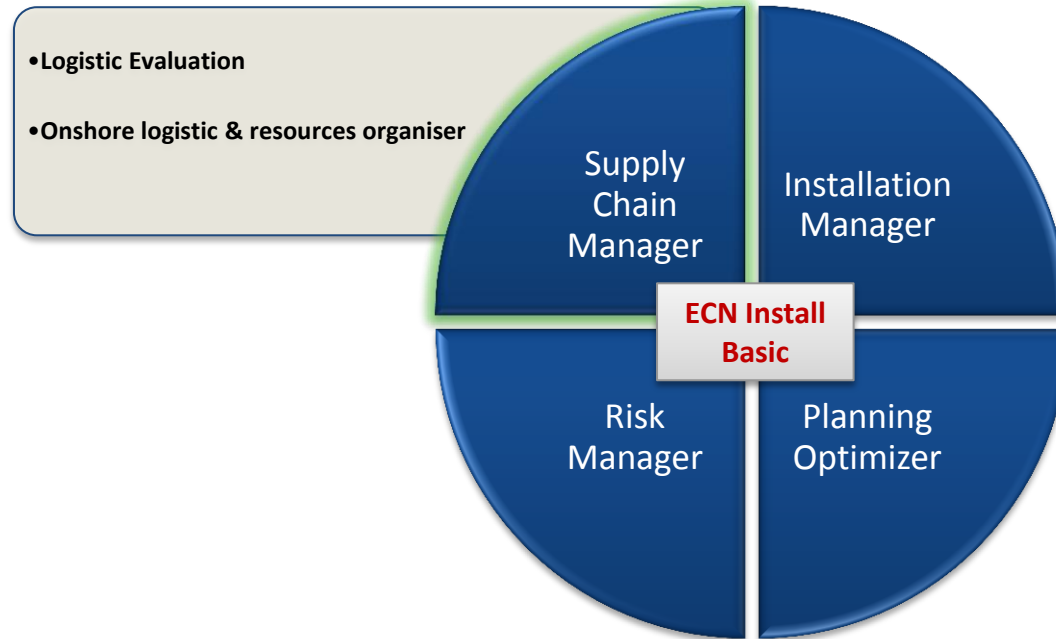 •Logistic Evaluation
•Onshore logistic & resources organiser
Supply
Chain
Manager
Installation
Manager
ECN Install
Basic
Risk
Manager
Planning
Optimizer